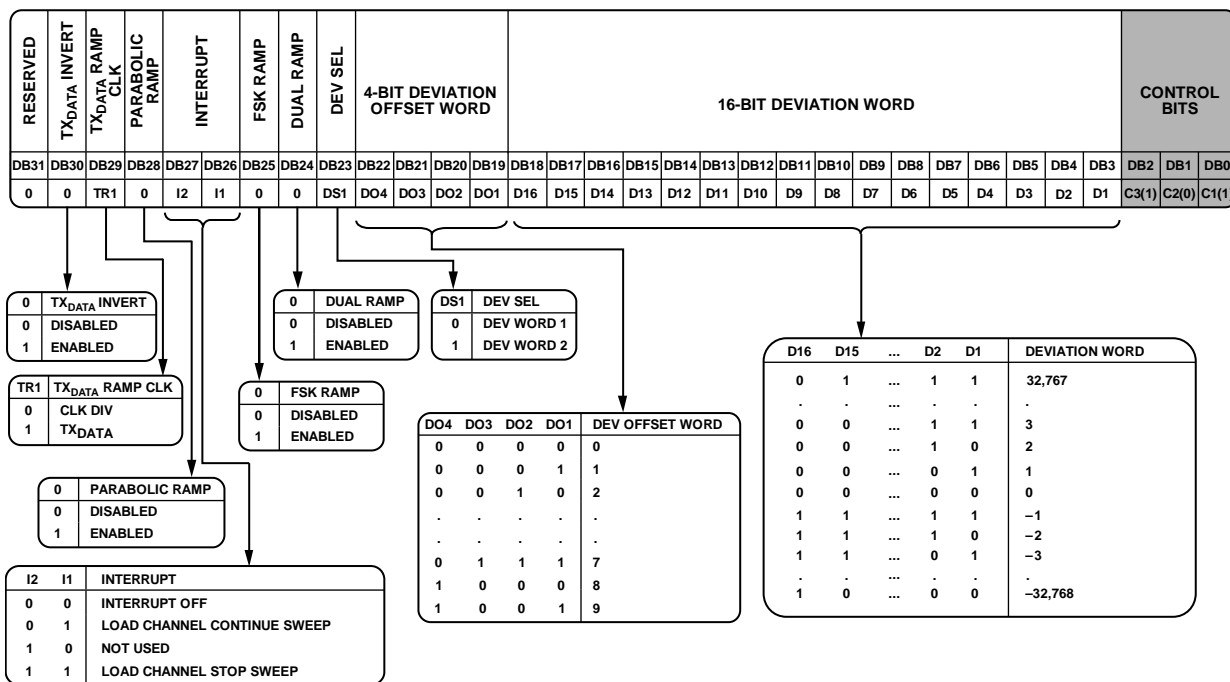 RESERVED
TXDATA INVERT
TXDATA RAMP CLK
PARABOLIC RAMP
INTERRUPT
FSK RAMP
DUAL RAMP
DEV SEL
4-BIT DEVIATION OFFSET WORD
16-BIT DEVIATION WORD
CONTROL BITS
DB31 DB30 DB29 DB28 DB27 DB26 DB25 DB24 DB23 DB22 DB21 DB20 DB19 DB18 DB17 DB16 DB15 DB14 DB13 DB12 DB11 DB10 DB9 DB8 DB7 DB6 DB5 DB4 DB3 DB2 DB1 DB0
0 0 TR1 0 I2 I1 0 0 DS1 DO4 DO3 DO2 DO1 D16 D15 D14 D13 D12 D11 D10 D9 D8 D7 D6 D5 D4 D3 D2 D1 C3(1) C2(0) C1(1
0 TXDATA INVERT
0 DISABLED
1 ENABLED
TR1 TXDATA RAMP CLK
0 CLK DIV
1 TXDATA
0 PARABOLIC RAMP
0 DISABLED
1 ENABLED
I2 I1 INTERRUPT
0 0 INTERRUPT OFF
0 1 LOAD CHANNEL CONTINUE SWEEP
1 0 NOT USED
1 1 LOAD CHANNEL STOP SWEEP
0 FSK RAMP
0 DISABLED
1 ENABLED
0 DUAL RAMP
0 DISABLED
1 ENABLED
DS1 DEV SEL
0 DEV WORD 1
1 DEV WORD 2
DO4 DO3 DO2 DO1 DEV OFFSET WORD
0 0 0 0 0
0 0 0 1 1
0 0 1 0 2
. . . . .
. . . . .
0 1 1 1 7
1 0 0 0 8
1 0 0 1 9
D16 D15 ... D2 D1 DEVIATION WORD
0 1 ... 1 1 32,767
. . ... . . .
0 0 ... 1 1 3
0 0 ... 1 0 2
0 0 ... 0 1 1
0 0 ... 0 0 0
1 1 ... 1 1 –1
1 1 ... 1 0 –2
1 1 ... 0 1 –3
. . ... . . .
1 0 ... 0 0 –32,768